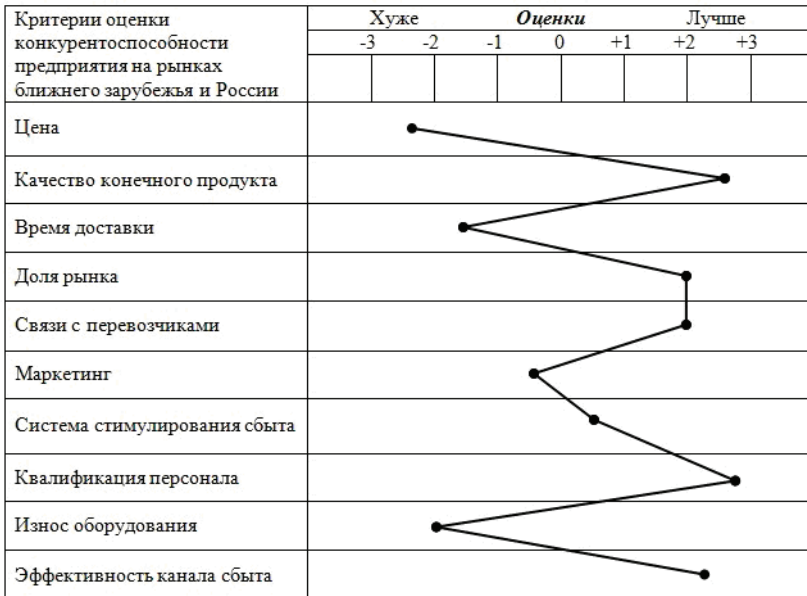 Критерии оценки
конкурентоспособности
предприятия на рынках
ближнего зарубежья и России
Хуже Оценки Лучше
-3 -2 -1 0 +1 +2 +3
Цена
Качество конечного продукта
Время доставки
Доля рынка
Связи с перевозчиками
Маркетинг
Система стимулирования сбыта
Квалификация персонала
Износ оборудования
Эффективность канала сбыта